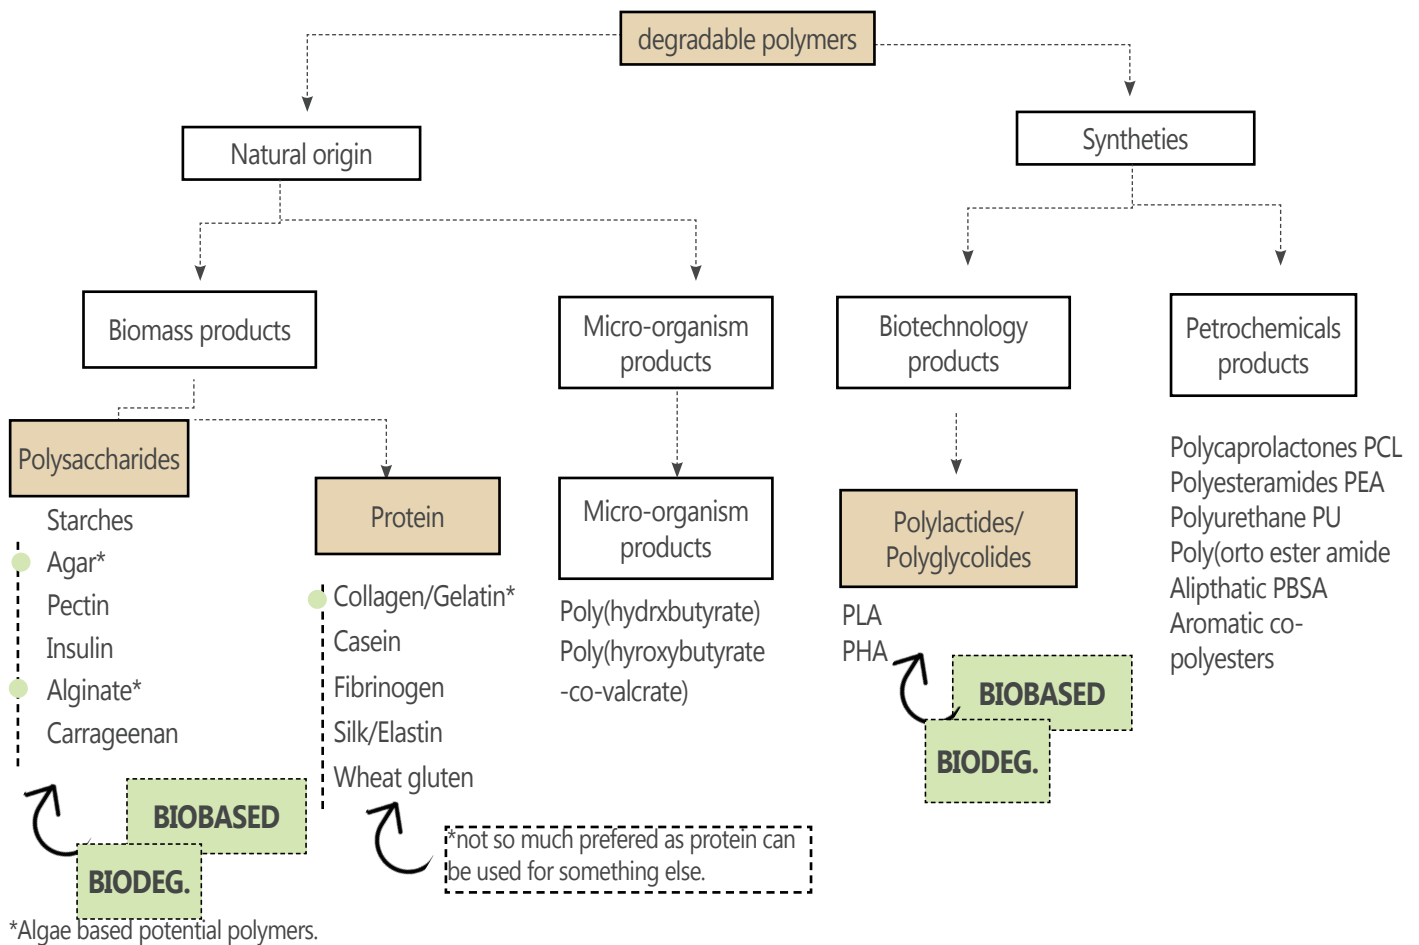 degradable polymers
Natural origin
Syntheties
Biomass products
Micro-organism
products
Biotechnology
products
Petrochemicals
products
Polysaccharides
Starches
Agar*
Pectin
Insulin
Alginate*
Carrageenan
BIOBASED
BIODEG.
*Algae based potential polymers.
Protein
Collagen/Gelatin*
Casein
Fibrinogen
Silk/Elastin
Wheat gluten
*not so much prefered as protein can
be used for something else.
Micro-organism
products
Poly(hydrxbutyrate)
Poly(hyroxybutyrate
-co-valcrate)
Polylactides/
Polyglycolides
PLA
PHA
BIOBASED
BIODEG.
Polycaprolactones PCL
Polyesteramides PEA
Polyurethane PU
Poly(orto ester amide
Alipthatic PBSA
Aromatic co-
polyesters